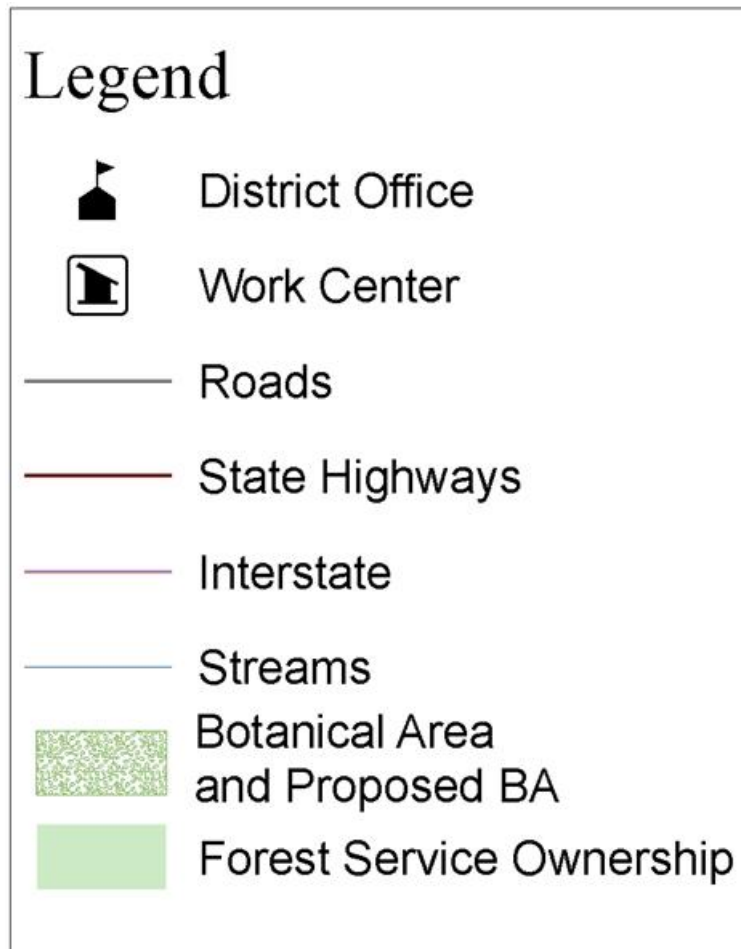 Legend
District Office
Work Center
Roads
State Highways
Interstate
Streams
Botanical Area
and Proposed BA
Forest Service Ownership